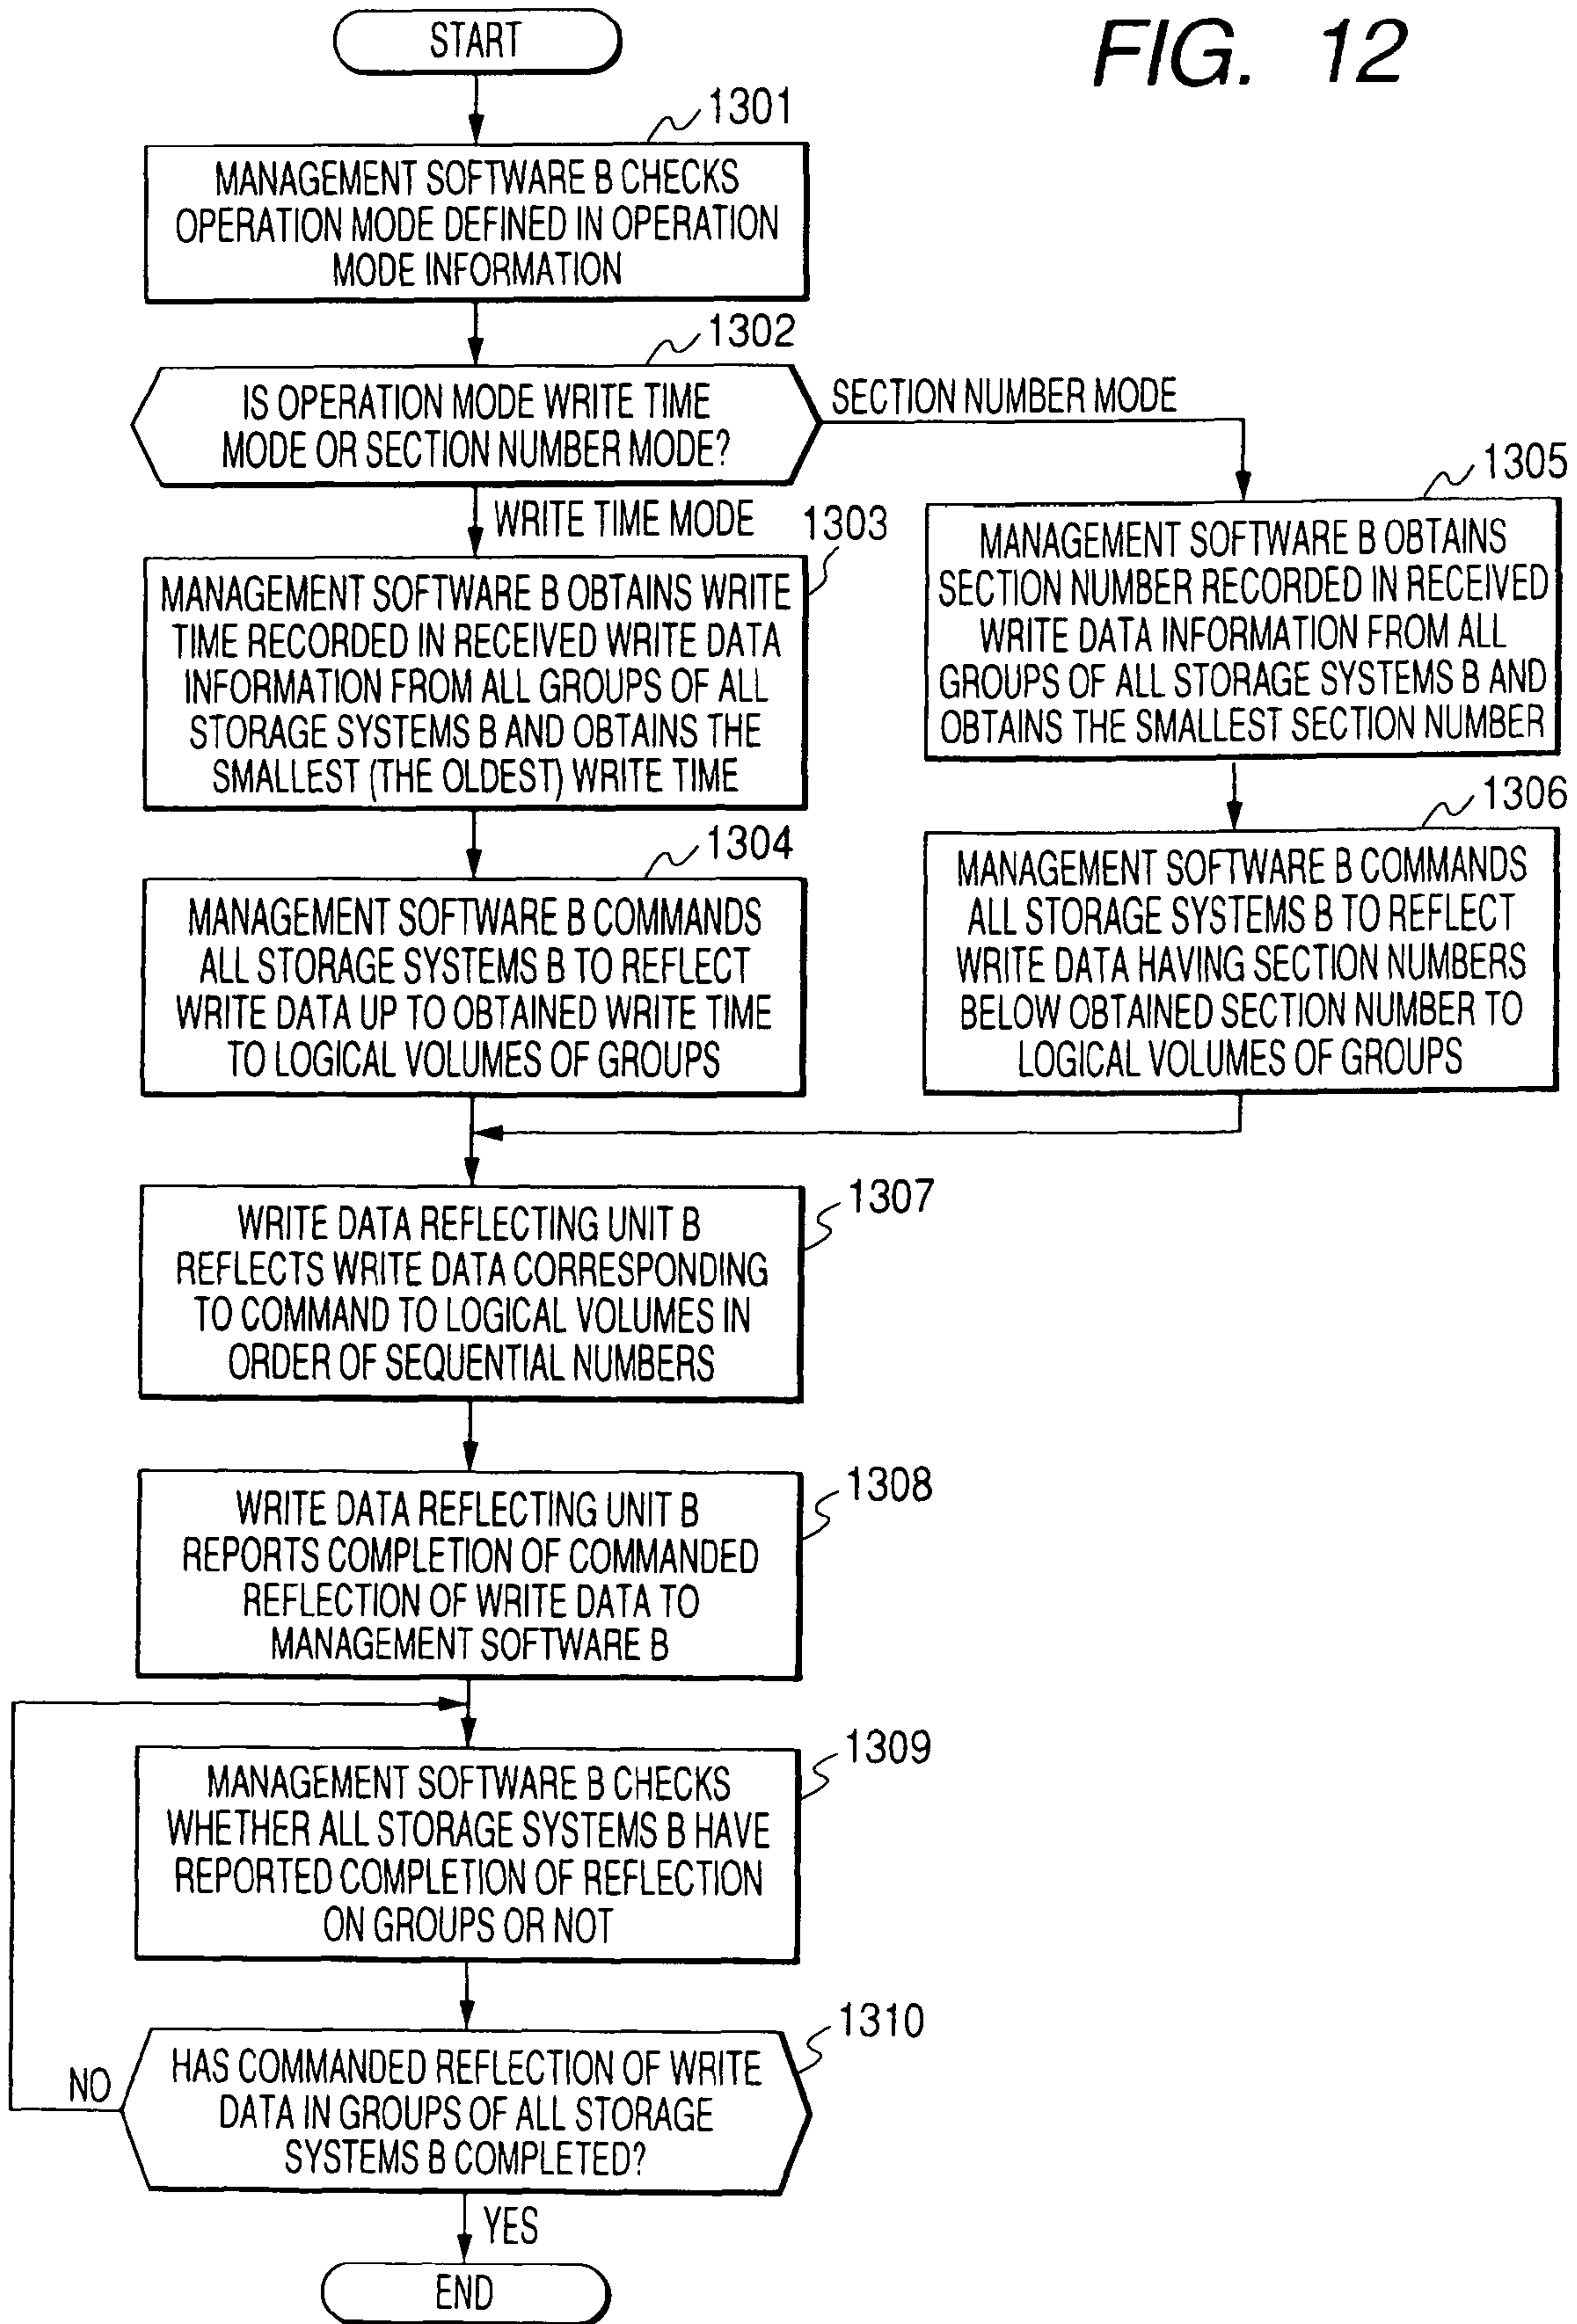 FIG. 12
START
1301
MANAGEMENT SOFTWARE B CHECKS
OPERATION MODE DEFINED IN OPERATION
MODE INFORMATION
1302
IS OPERATION MODE WRITE TIME
MODE OR SECTION NUMBER MODE?
SECTION NUMBER MODE
WRITE TIME MODE
1303
MANAGEMENT SOFTWARE B OBTAINS WRITE
TIME RECORDED IN RECEIVED WRITE DATA
INFORMATION FROM ALL GROUPS OF ALL
STORAGE SYSTEMS B AND OBTAINS THE
SMALLEST (THE OLDEST) WRITE TIME
1304
MANAGEMENT SOFTWARE B COMMANDS
ALL STORAGE SYSTEMS B TO REFLECT
WRITE DATA UP TO OBTAINED WRITE TIME
TO LOGICAL VOLUMES OF GROUPS
1305
MANAGEMENT SOFTWARE B OBTAINS
SECTION NUMBER RECORDED IN RECEIVED
WRITE DATA INFORMATION FROM ALL
GROUPS OF ALL STORAGE SYSTEMS B AND
OBTAINS THE SMALLEST SECTION NUMBER
1306
MANAGEMENT SOFTWARE B COMMANDS
ALL STORAGE SYSTEMS B TO REFLECT
WRITE DATA HAVING SECTION NUMBERS
BELOW OBTAINED SECTION NUMBER TO
LOGICAL VOLUMES OF GROUPS
1307
WRITE DATA REFLECTING UNIT B
REFLECTS WRITE DATA CORRESPONDING
TO COMMAND TO LOGICAL VOLUMES IN
ORDER OF SEQUENTIAL NUMBERS
1308
WRITE DATA REFLECTING UNIT B
REPORTS COMPLETION OF COMMANDED
REFLECTION OF WRITE DATA TO
MANAGEMENT SOFTWARE B
1309
MANAGEMENT SOFTWARE B CHECKS
WHETHER ALL STORAGE SYSTEMS B HAVE
REPORTED COMPLETION OF REFLECTION
ON GROUPS OR NOT
1310
HAS COMMANDED REFLECTION OF WRITE
DATA IN GROUPS OF ALL STORAGE
SYSTEMS B COMPLETED?
NO
YES
END